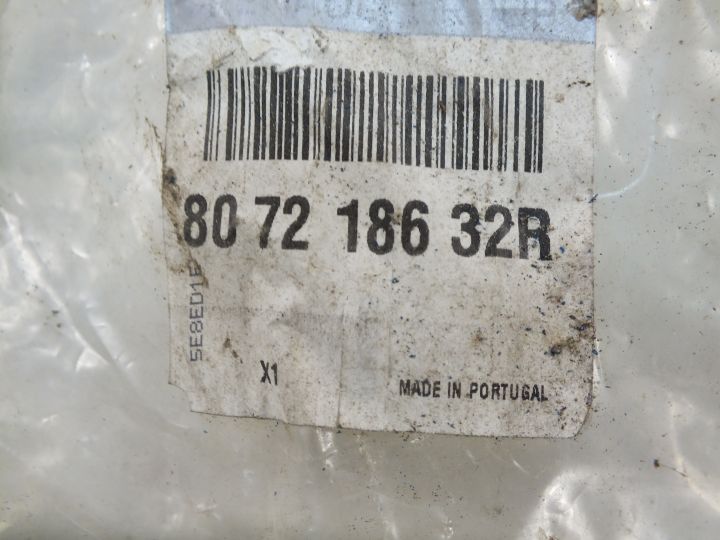 80 72 186 32R
5E8ED1E
X1
MADE IN PORTUGAL